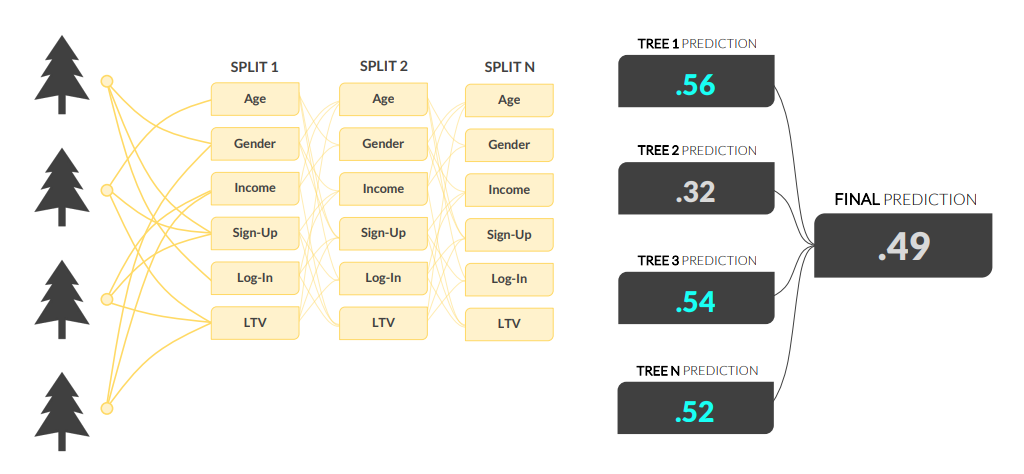 SPLIT 1
Age
Gender
Income
Sign-Up
Log-In
LTV
SPLIT 2
Age
Gender
Income
Sign-Up
Log-In
LTV
SPLIT N
Age
Gender
Income
Sign-Up
Log-In
LTV
TREE 1 PREDICTION
.56
TREE 2 PREDICTION
.32
TREE 3 PREDICTION
.54
TREE N PREDICTION
.52
FINAL PREDICTION
.49